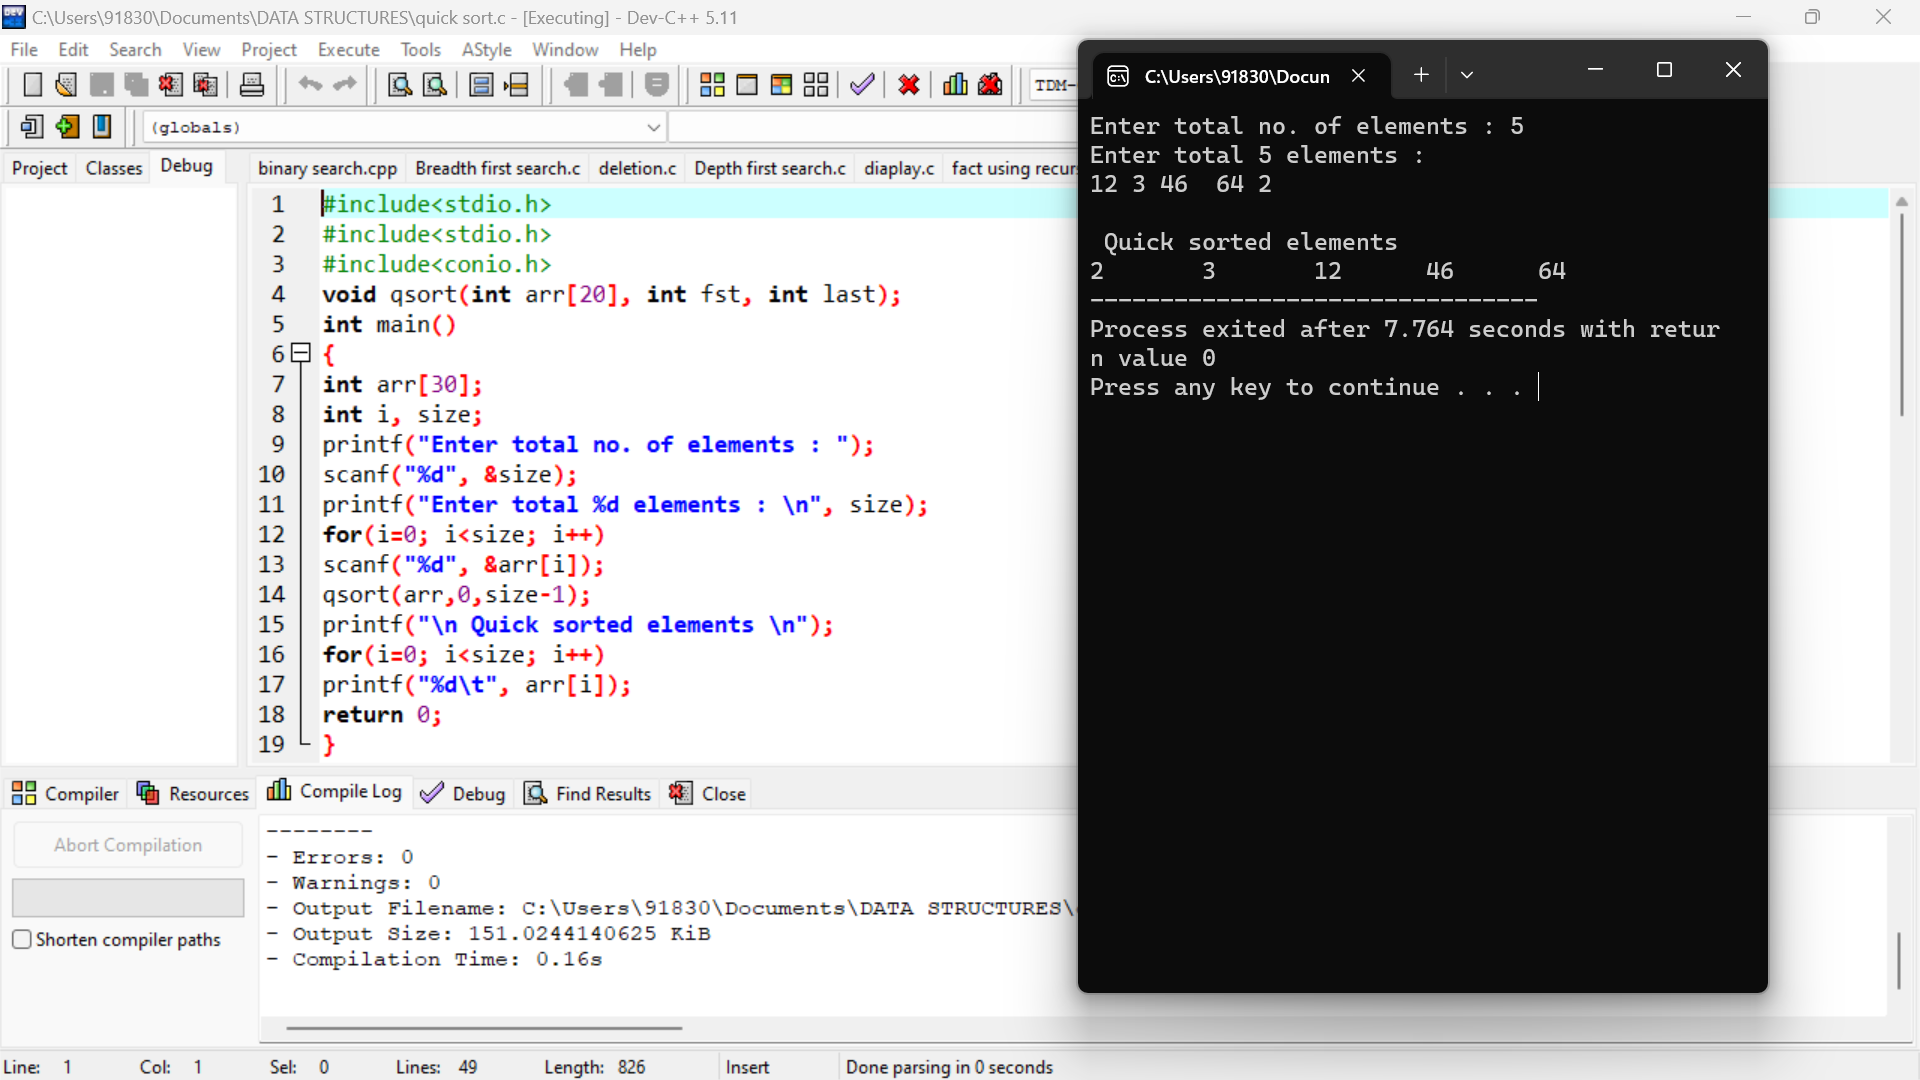 C:\Users\91830\Documents\DATA STRUCTURES\quick sort.c - [Executing] - Dev-C++ 5.11
File Edit Search View Project Execute Tools AStyle Window Help
TDM-
(globals)
Project Classes Debug
binary search.cpp Breadth first search.c deletion.c Depth first search.c diaplay.c fact using recurs
1 #include<stdio.h>
2 #include<stdio.h>
3 #include<conio.h>
4 void qsort(int arr[20], int fst, int last);
5 int main()
6 {
7 int arr[30];
8 int i, size;
9 printf("Enter total no. of elements : ");
10 scanf("%d", &size);
11 printf("Enter total %d elements : \n", size);
12 for(i=0; i<size; i++)
13 scanf("%d", &arr[i]);
14 qsort(arr,0,size-1);
15 printf("\n Quick sorted elements \n");
16 for(i=0; i<size; i++)
17 printf("%d\t", arr[i]);
18 return 0;
19 }
C:\Users\91830\Docun
Enter total no. of elements : 5
Enter total 5 elements :
12 3 46  64 2
 Quick sorted elements
2       3       12      46      64
--------------------------------
Process exited after 7.764 seconds with retur
n value 0
Press any key to continue . . .
Compiler Resources Compile Log Debug Find Results Close
Abort Compilation
Shorten compiler paths
--------
- Errors: 0
- Warnings: 0
- Output Filename: C:\Users\91830\Documents\DATA STRUCTURES\
- Output Size: 151.0244140625 KiB
- Compilation Time: 0.16s
Line: 1 Col: 1 Sel: 0 Lines: 49 Length: 826 Insert Done parsing in 0 seconds